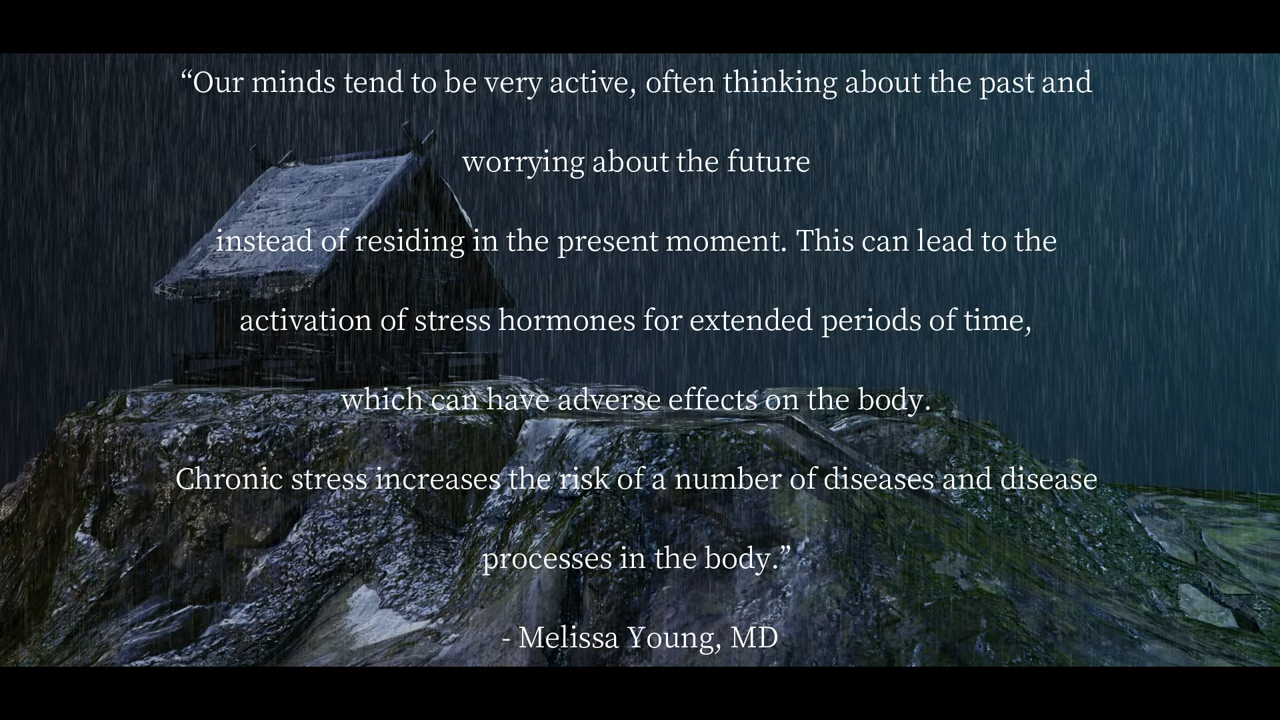 “Our minds tend to be very active, often thinking about the past and
worrying about the future
instead of residing in the present moment. This can lead to the
activation of stress hormones for extended periods of time,
which can have adverse effects on the body.
Chronic stress increases the risk of a number of diseases and disease
processes in the body.”
- Melissa Young, MD